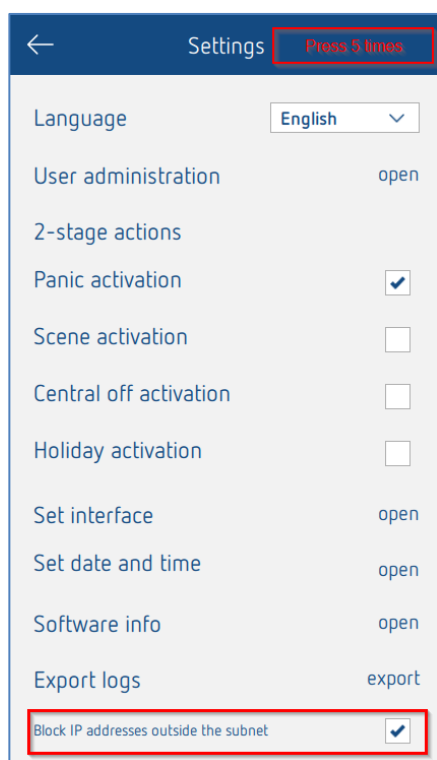 Settings Press 5 times
Language English
User administration open
2-stage actions
Panic activation
Scene activation
Central off activation
Holiday activation
Set interface open
Set date and time open
Software info open
Export logs export
Block IP addresses outside the subnet